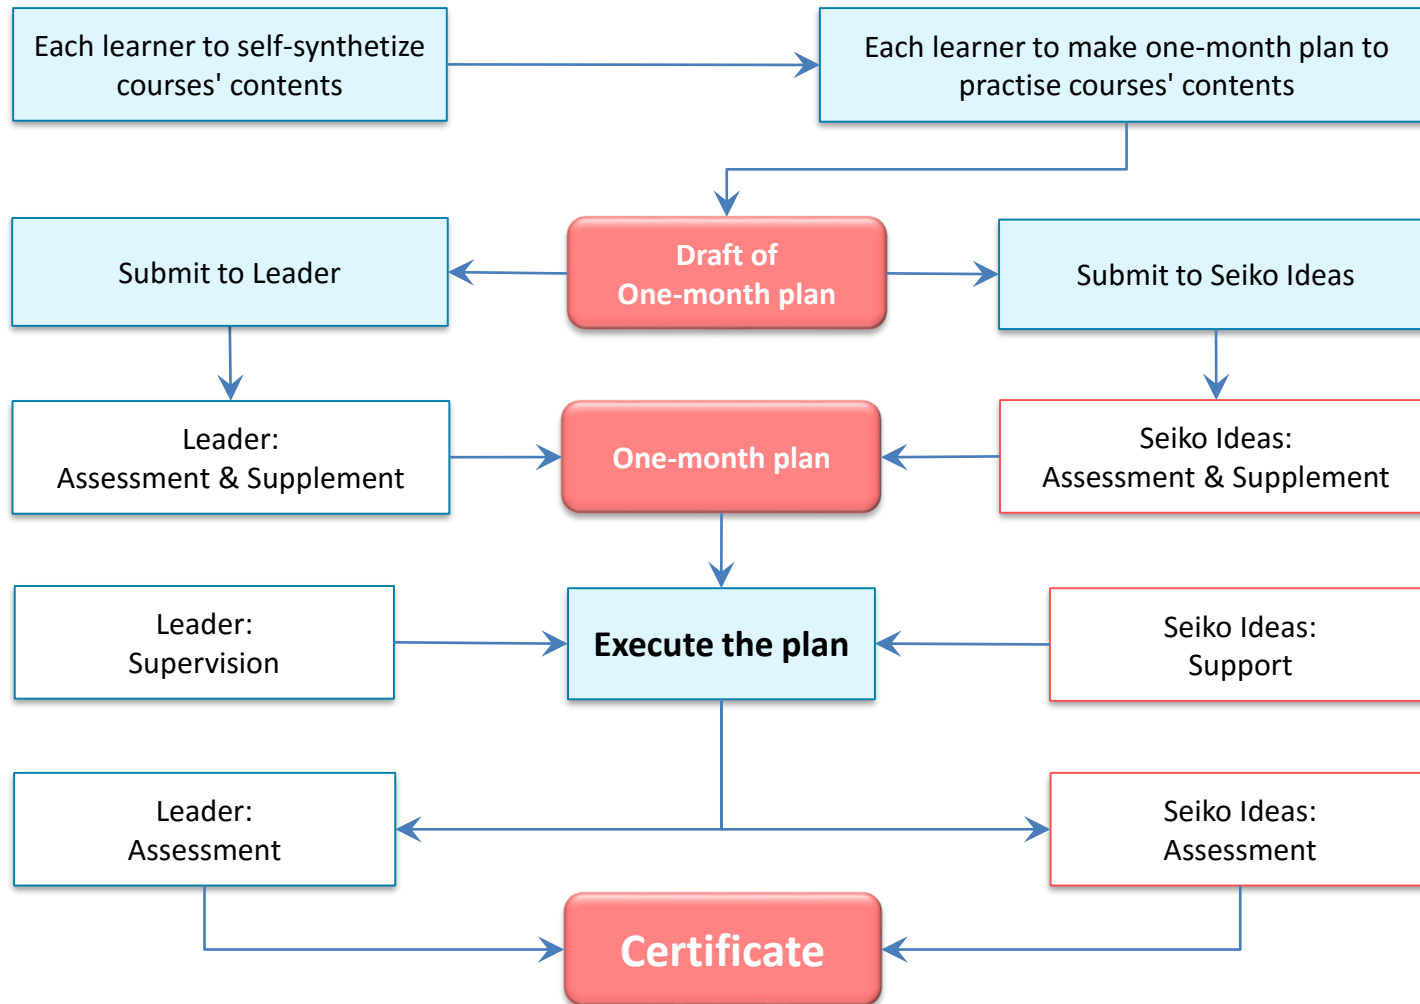 Each learner to self-synthetize
courses' contents
Each learner to make one-month plan to
practise courses' contents
Submit to Leader
Draft of
One-month plan
Submit to Seiko Ideas
Leader:
Assessment & Supplement
One-month plan
Seiko Ideas:
Assessment & Supplement
Leader:
Supervision
Execute the plan
Seiko Ideas:
Support
Leader:
Assessment
Seiko Ideas:
Assessment
Certificate